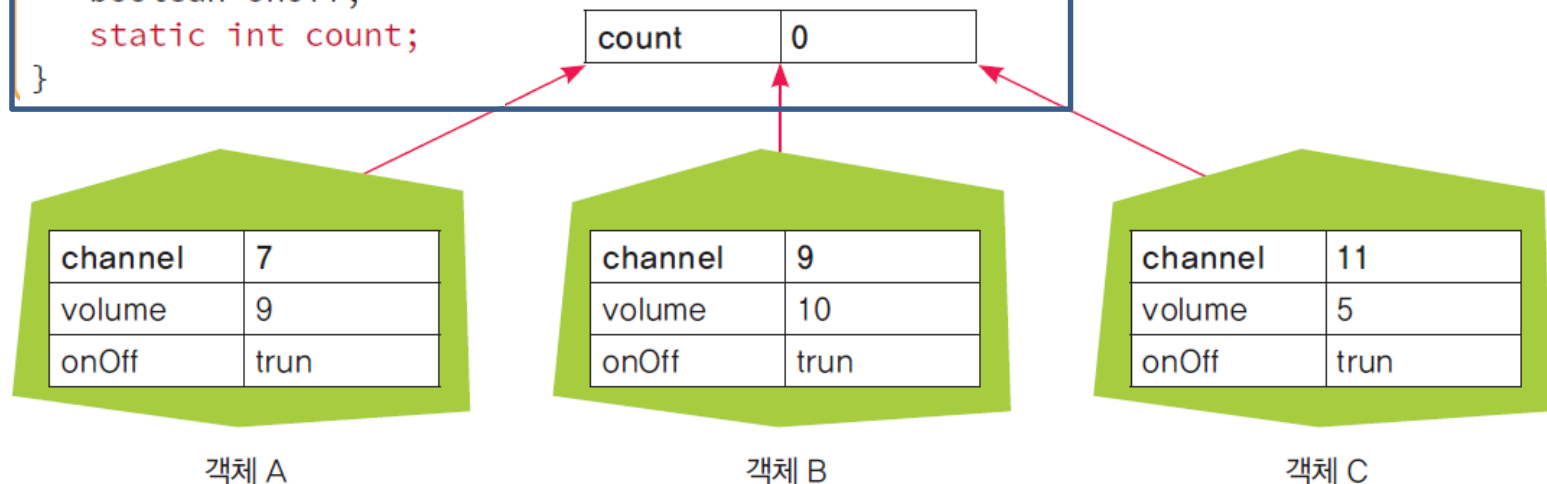 static int count;
count 0
}
channel 7 channel 9 channel 11
volume 9 volume 10 volume 5
onOff trun onOff trun onOff trun
객체 A 객체 B 객체 C